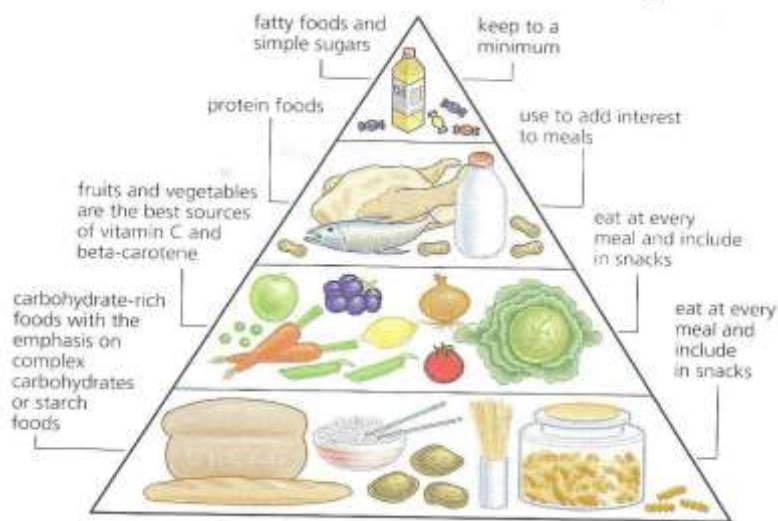 fatty foods and
simple sugars
keep to a
minimum
protein foods
use to add interest
to meals
fruits and vegetables
are the best sources
of vitamin C and
beta-carotene
eat at every
meal and include
in snacks
carbohydrate-rich
foods with the
emphasis on
complex
carbohydrates
or starch
foods
eat at every
meal and
include
in snacks